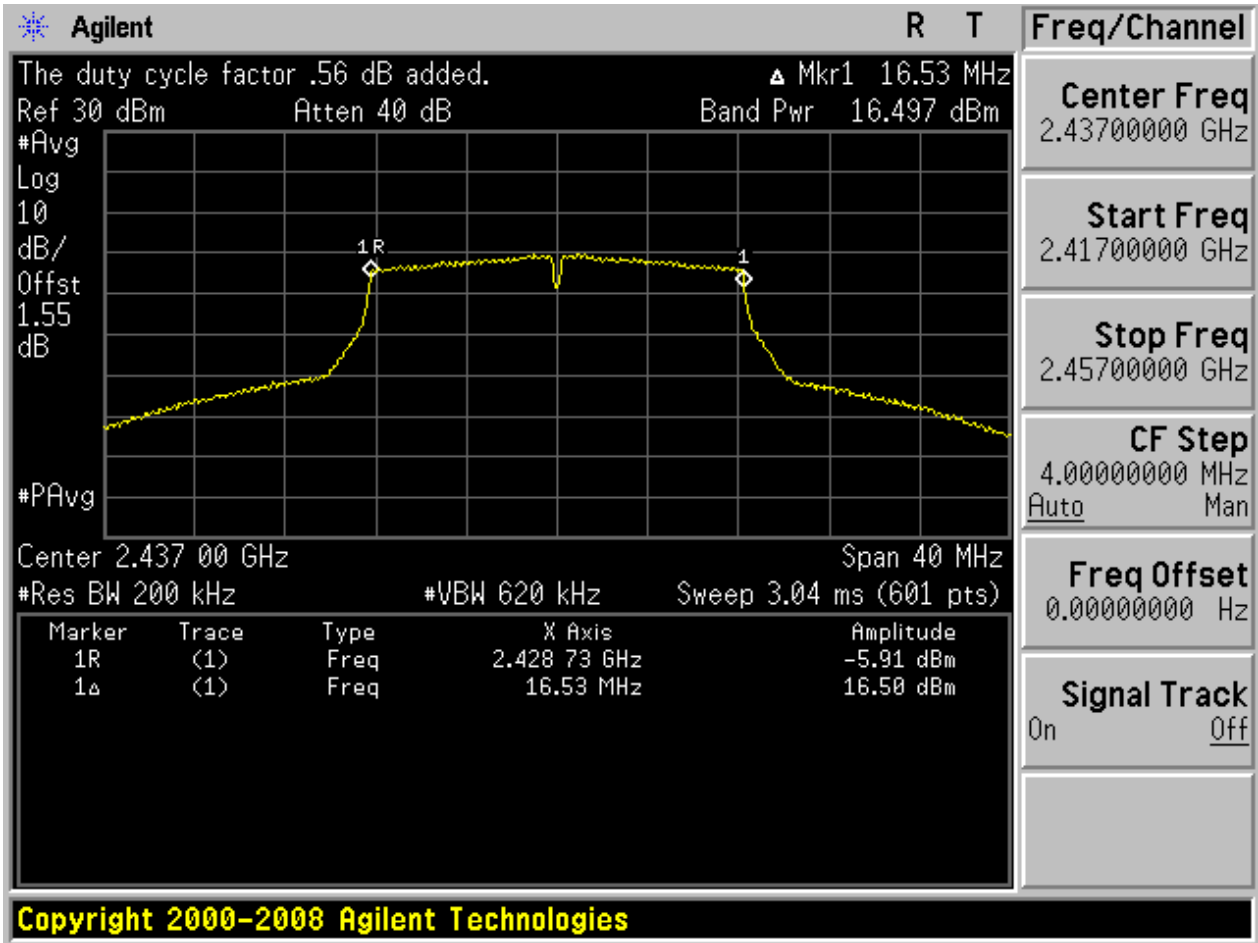 Agilent R T Freq/Channel
The duty cycle factor .56 dB added. Δ Mkr1 16.53 MHz
Ref 30 dBm Atten 40 dB Band Pwr 16.497 dBm
#Avg
Log
10
dB/
Offst
1.55
dB
1R
1
#PAvg
Center 2.437 00 GHz Span 40 MHz
#Res BW 200 kHz #VBW 620 kHz Sweep 3.04 ms (601 pts)
Marker Trace Type X Axis Amplitude
1R (1) Freq 2.428 73 GHz -5.91 dBm
1Δ (1) Freq 16.53 MHz 16.50 dBm
Center Freq
2.43700000 GHz
Start Freq
2.41700000 GHz
Stop Freq
2.45700000 GHz
CF Step
4.00000000 MHz
Auto Man
Freq Offset
0.00000000 Hz
Signal Track
On Off
Copyright 2000-2008 Agilent Technologies